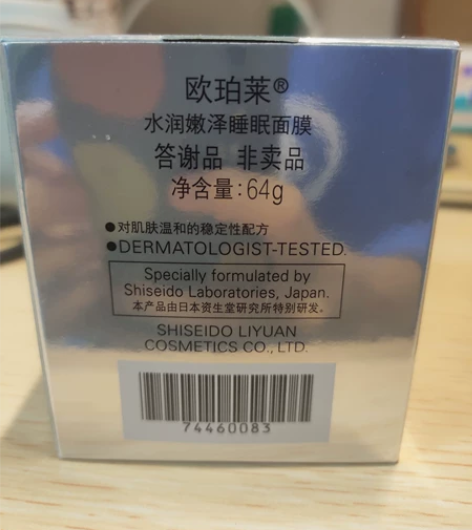 欧珀莱®
水润嫩泽睡眠面膜
答谢品 非卖品
净含量:64g
●对肌肤温和的稳定性配方
●DERMATOLOGIST-TESTED.
Specially formulated by
Shiseido Laboratories, Japan.
本产品由日本资生堂研究所特别研发。
SHISEIDO LIYUAN
COSMETICS CO., LTD.
74460083